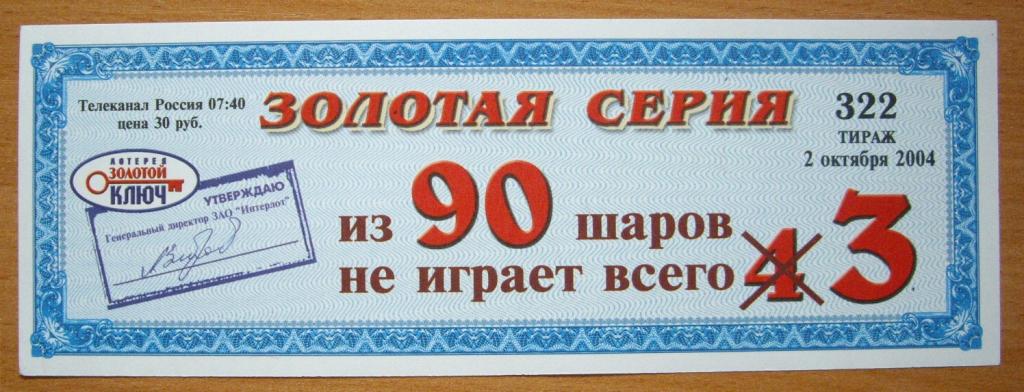 Телеканал Россия 07:40
цена 30 руб.
ЗОЛОТАЯ СЕРИЯ
322
ТИРАЖ
2 октября 2004
ЛОТЕРЕЯ
ЗОЛОТОЙ
КЛЮЧ
УТВЕРЖДАЮ
Генеральный директор ЗАО "Интерлот"
из 90 шаров
не играет всего 4 3